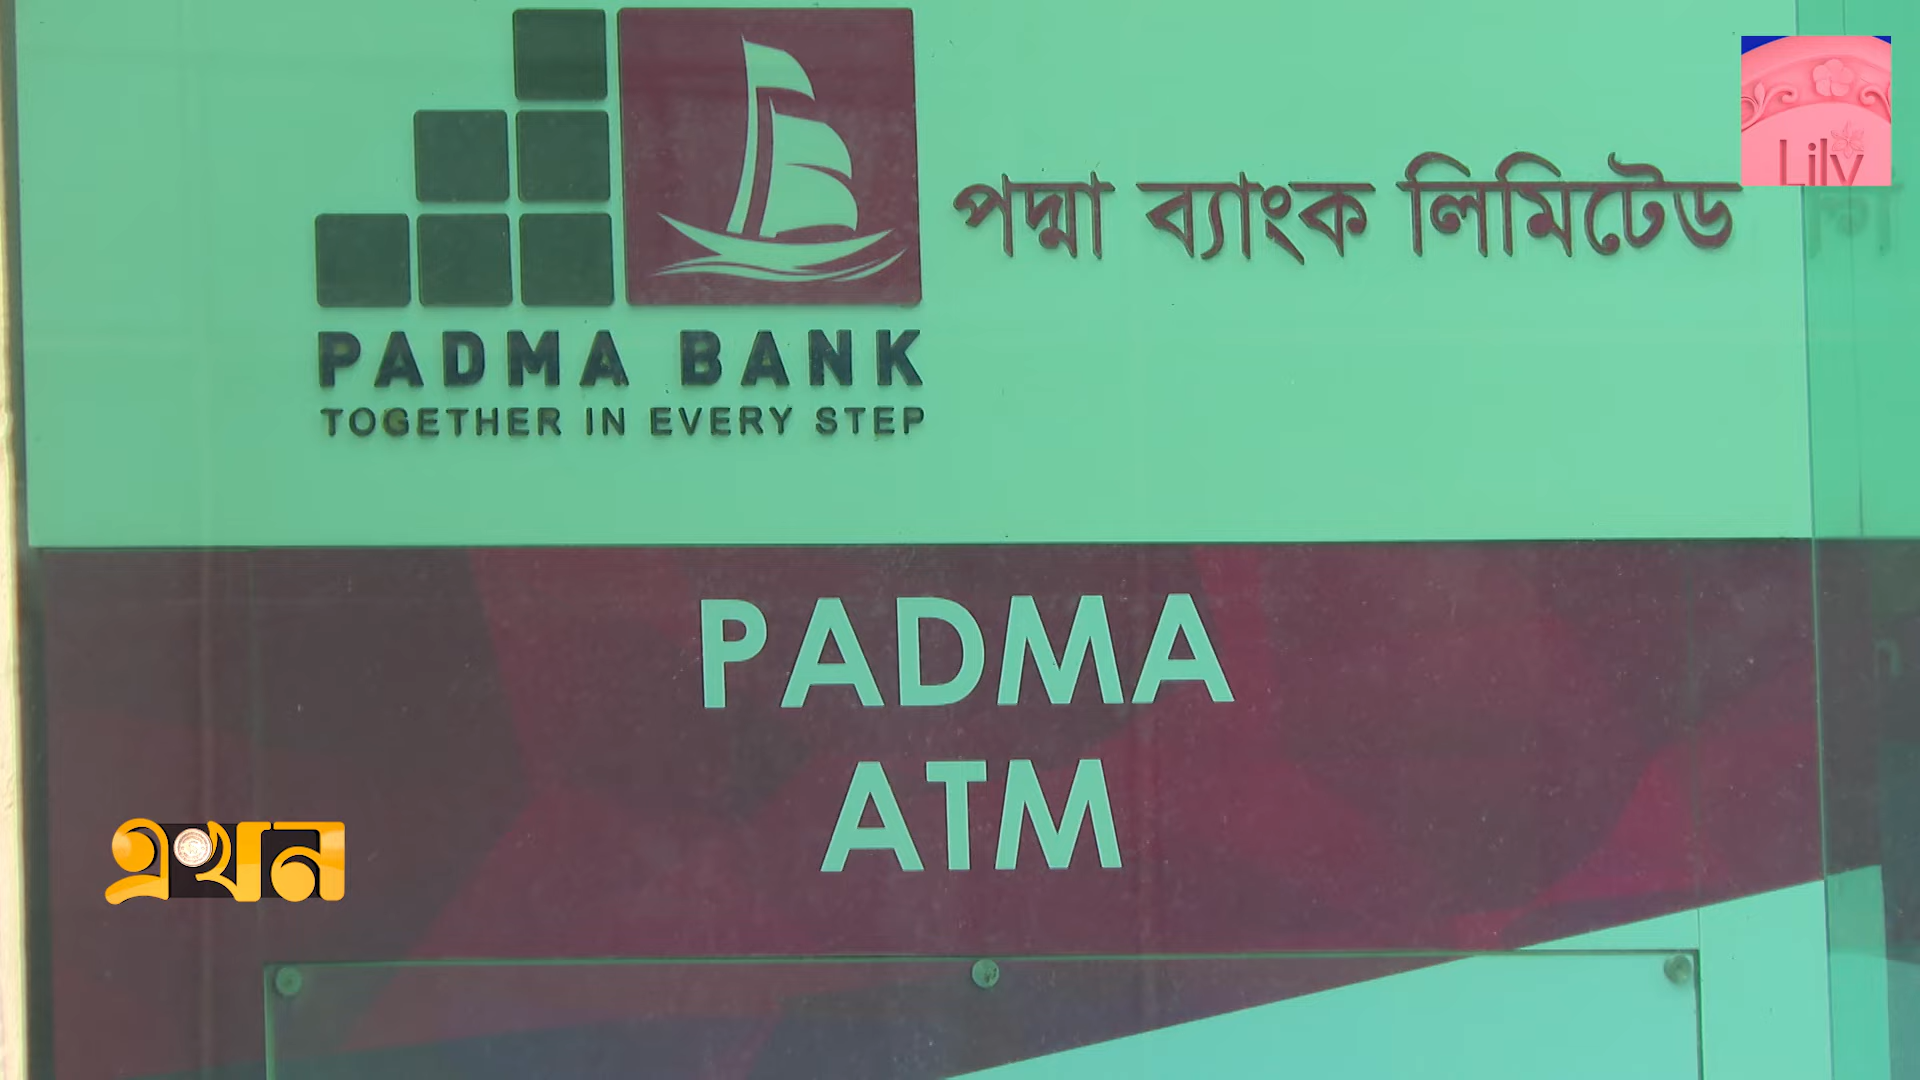 পদ্মা ব্যাংক লিমিটেড
Lily
PADMA BANK
TOGETHER IN EVERY STEP
PADMA
ATM
এখন